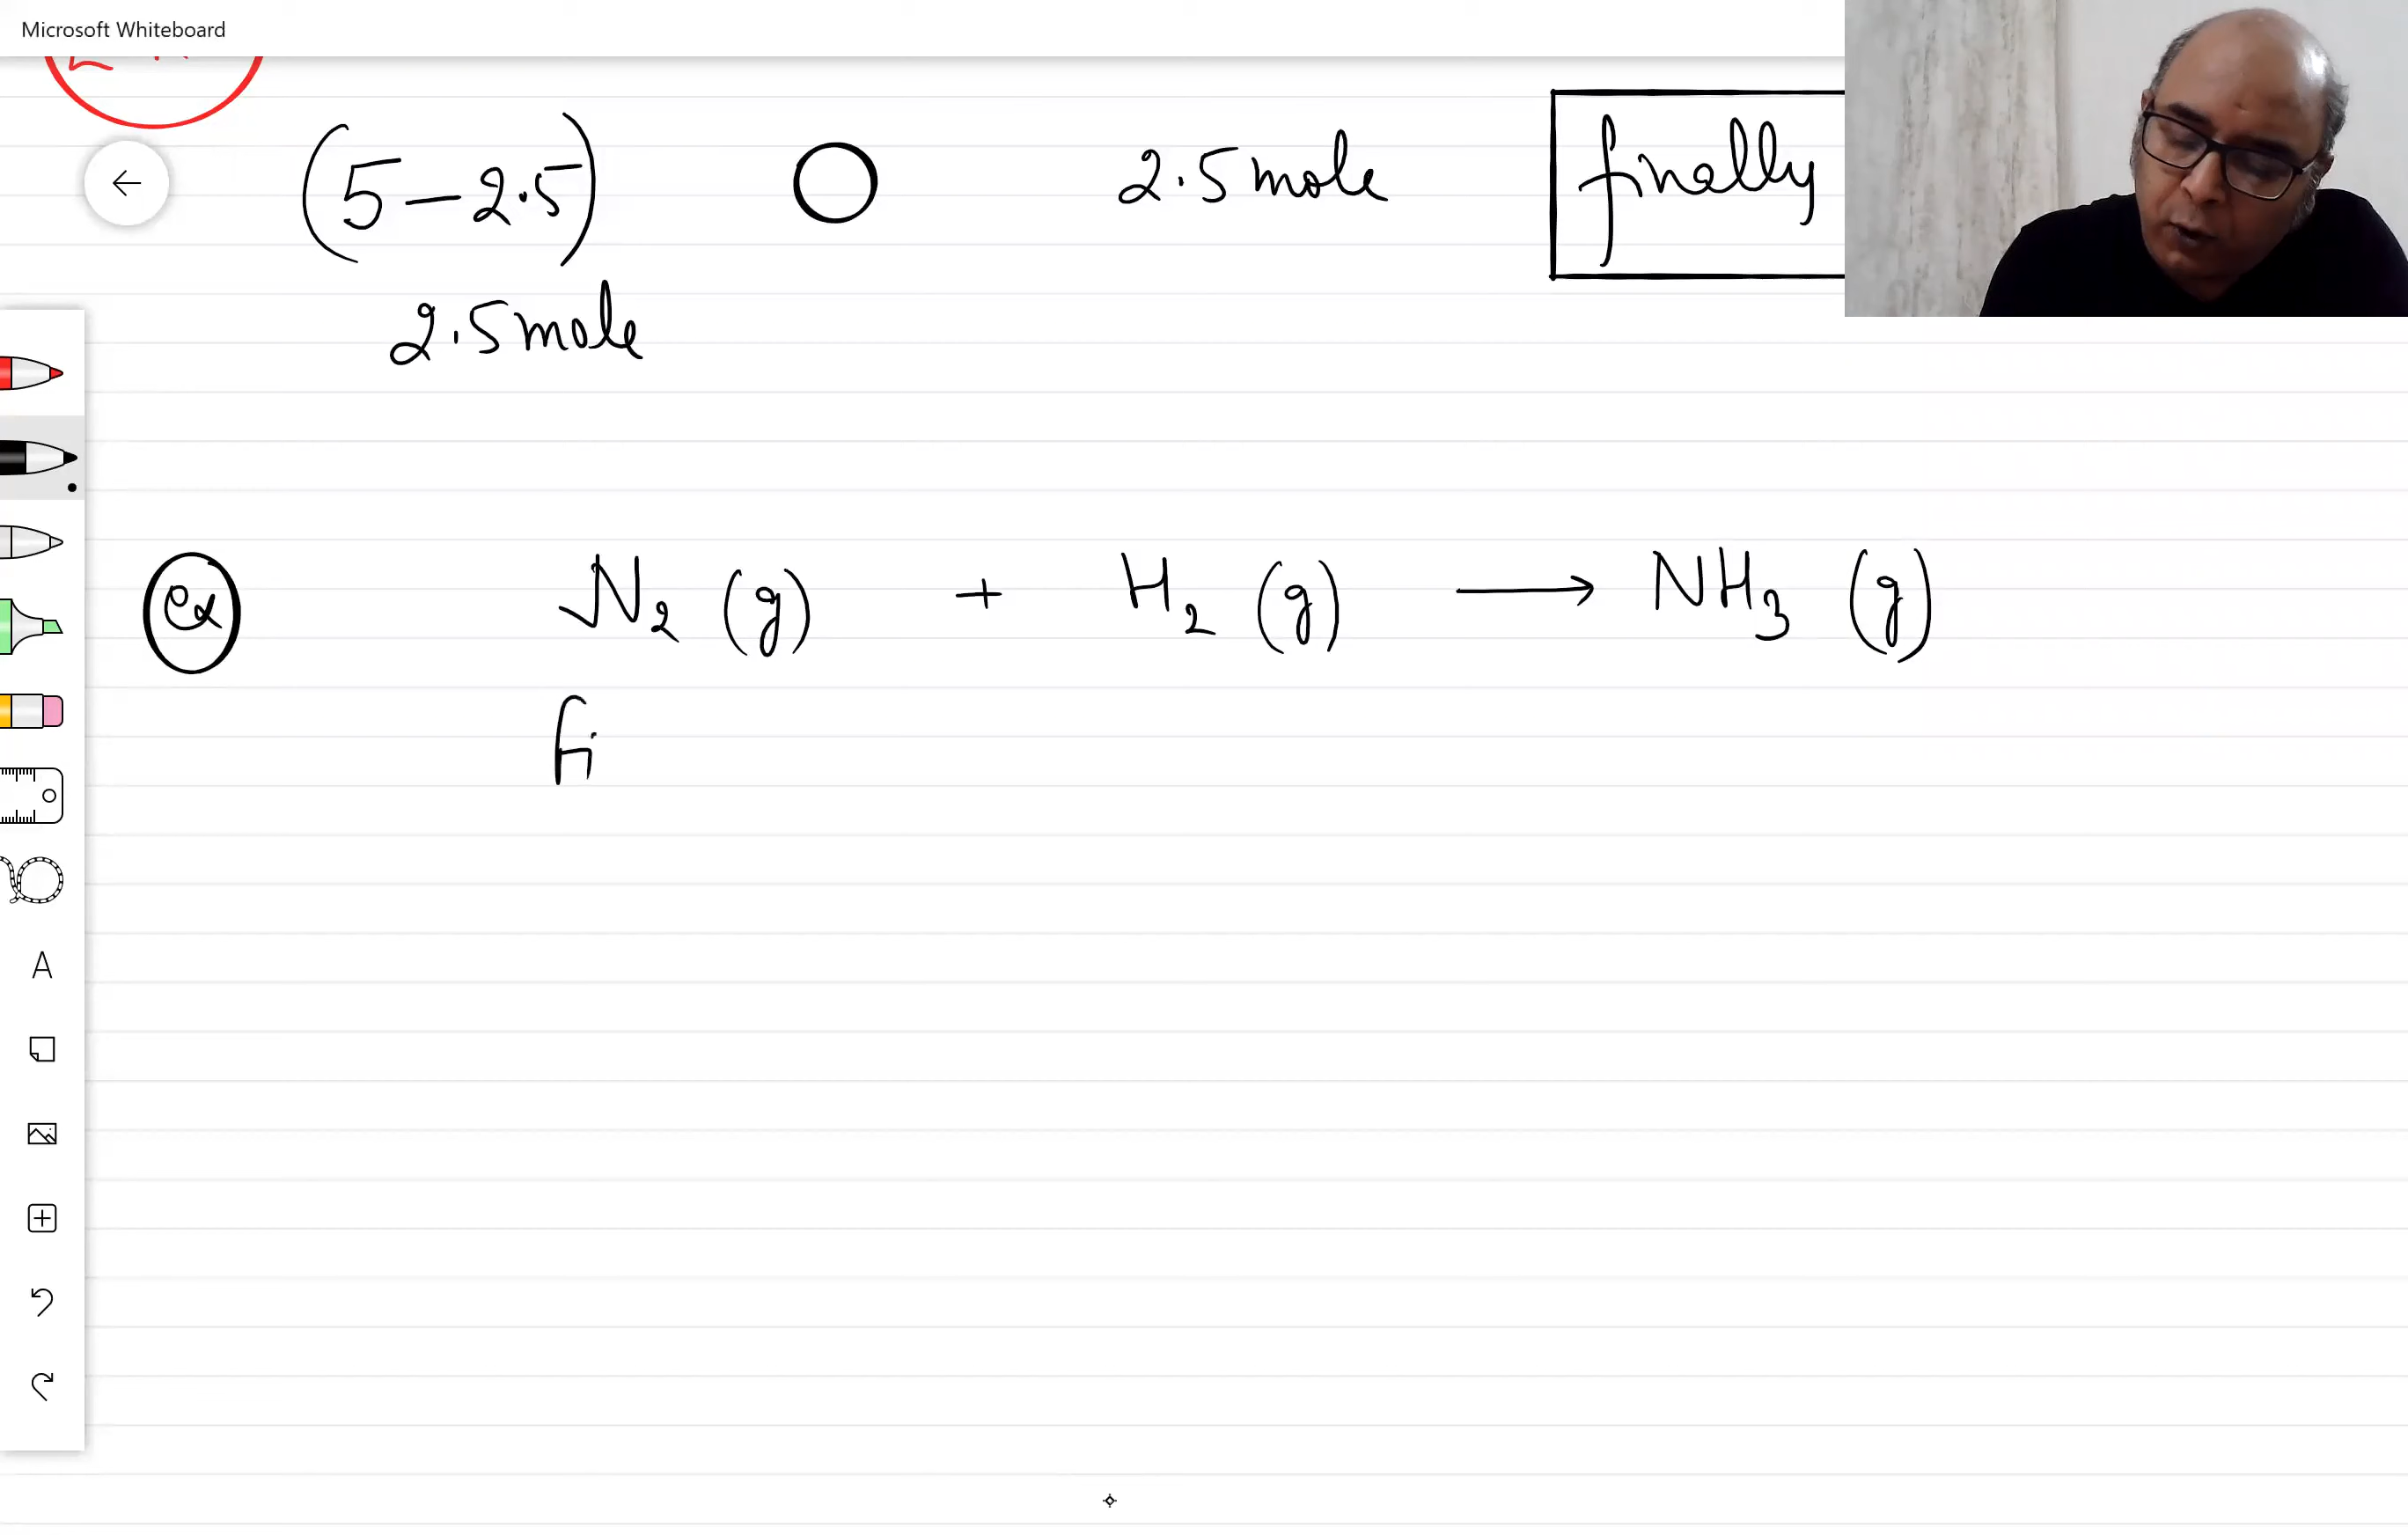 Microsoft Whiteboard
(5 - 2.5) O 2.5 mole finally
2.5 mole
ex N₂ (g) + H₂ (g) ⟶ NH₃ (g)
fi
A